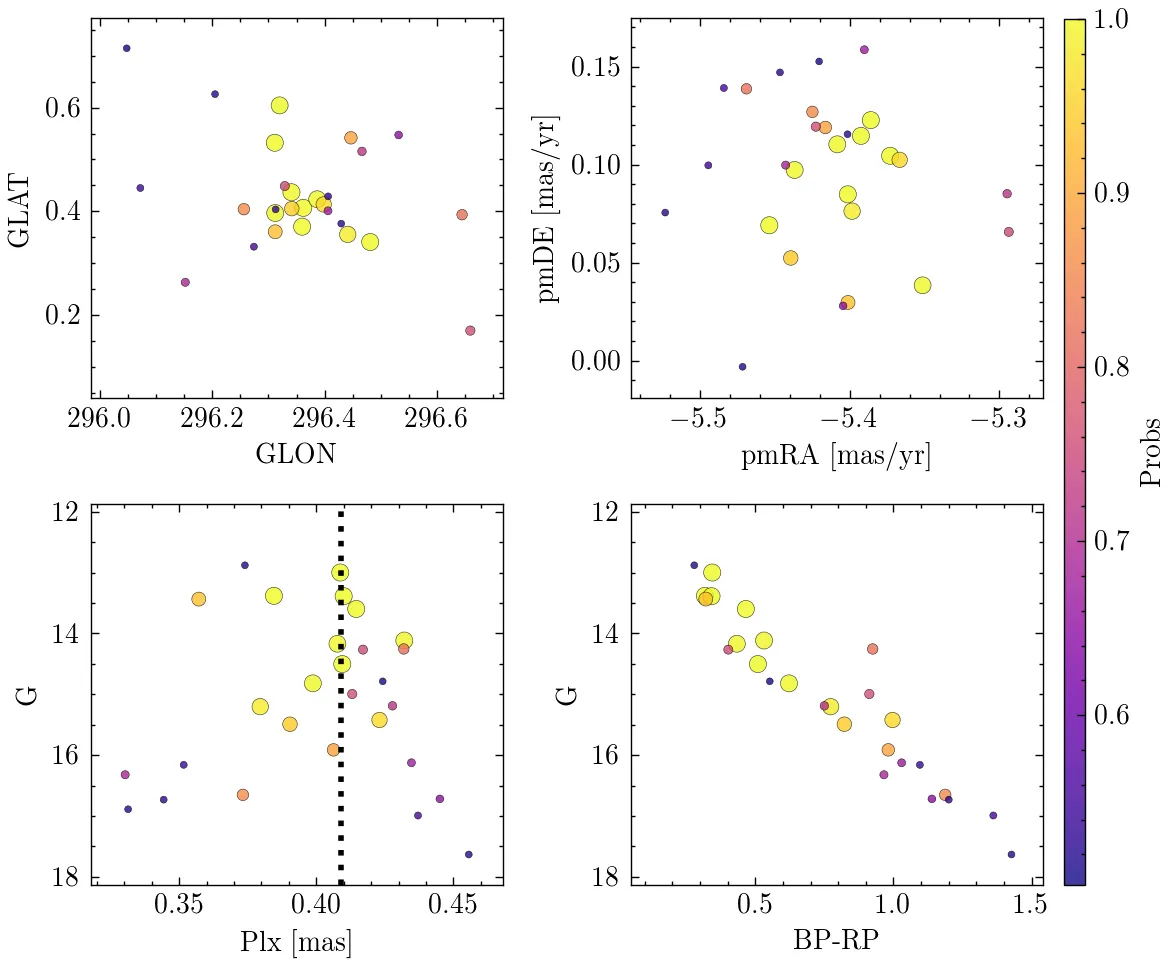 0.6
0.4
0.2
GLAT
296.0 296.2 296.4 296.6
GLON
0.15
0.10
0.05
0.00
pmDE [mas/yr]
−5.5 −5.4 −5.3
pmRA [mas/yr]
12
14
16
18
G
0.35 0.40 0.45
Plx [mas]
12
14
16
18
G
0.5 1.0 1.5
BP-RP
1.0
0.9
0.8
0.7
0.6
Probs